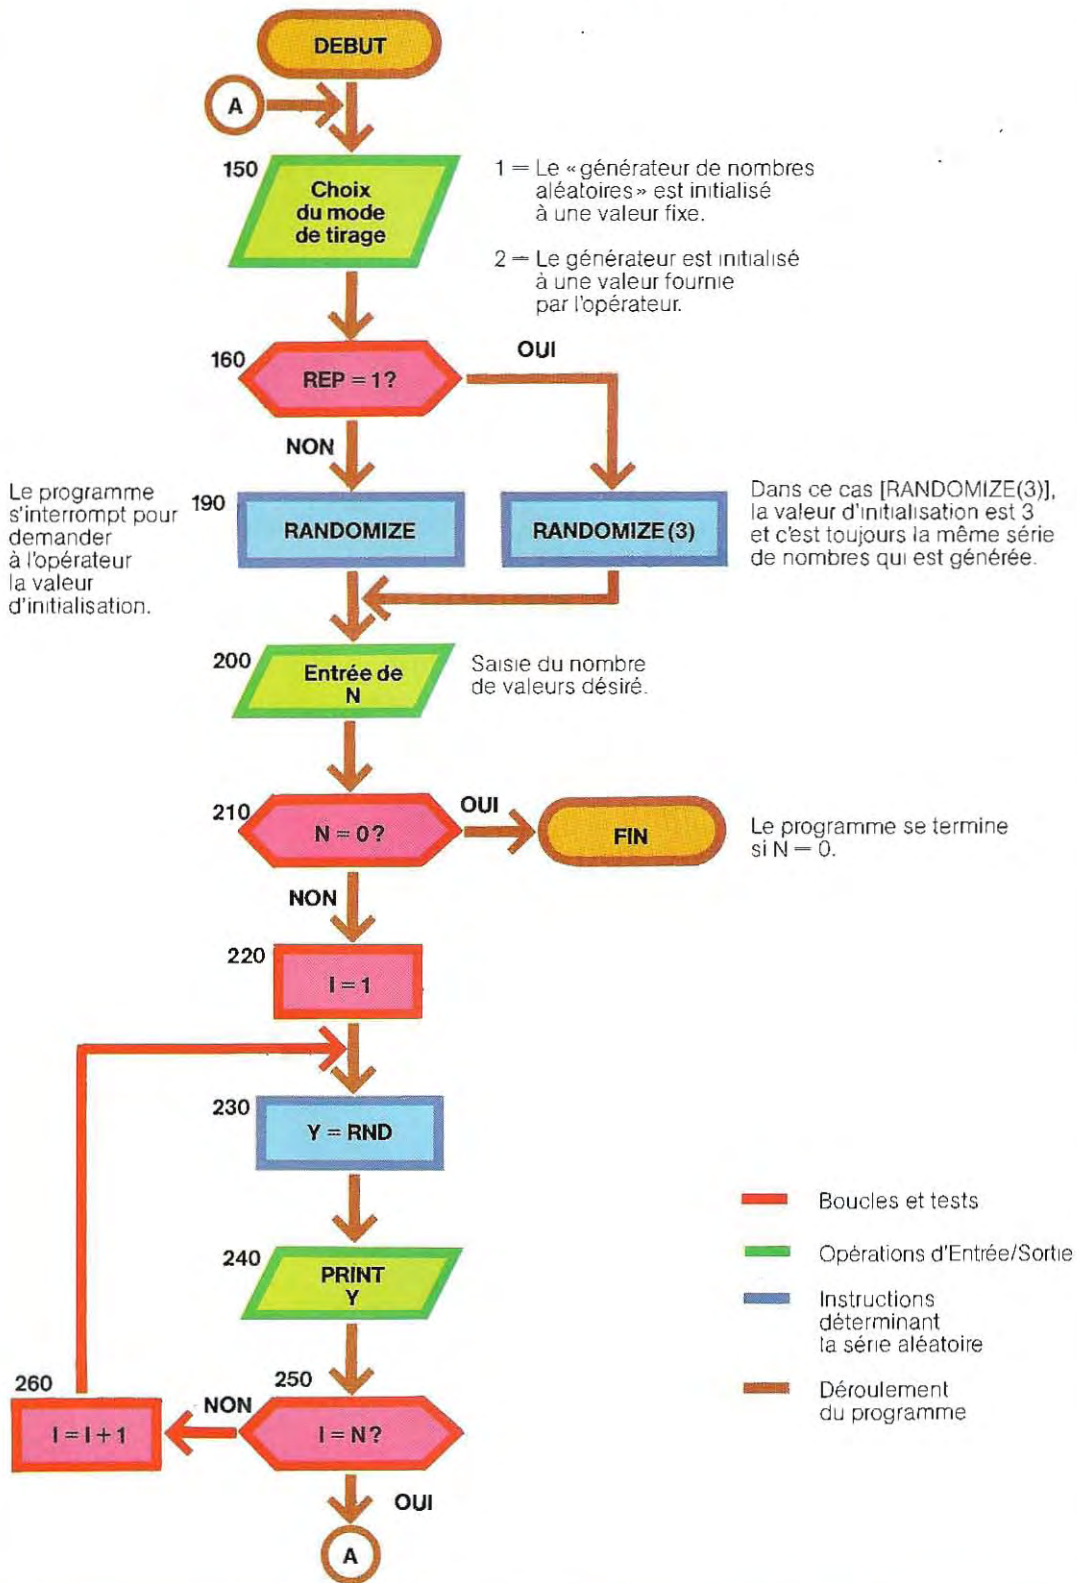 DEBUT
A
150
Choix
du mode
de tirage
1 = Le «générateur de nombres
aléatoires» est initialisé
à une valeur fixe.
2 = Le générateur est initialisé
à une valeur fournie
par l'opérateur.
160
REP = 1?
OUI
NON
Le programme
s'interrompt pour
demander
à l'opérateur
la valeur
d'initialisation.
190
RANDOMIZE
RANDOMIZE (3)
Dans ce cas [RANDOMIZE(3)],
la valeur d'initialisation est 3
et c'est toujours la même série
de nombres qui est générée.
200
Entrée de
N
Saisie du nombre
de valeurs désiré.
210
N = 0?
OUI
FIN
Le programme se termine
si N = 0.
NON
220
I = 1
230
Y = RND
240
PRINT
Y
250
I = N?
NON
260
I = I + 1
OUI
A
Boucles et tests
Opérations d'Entrée/Sortie
Instructions
déterminant
la série aléatoire
Déroulement
du programme